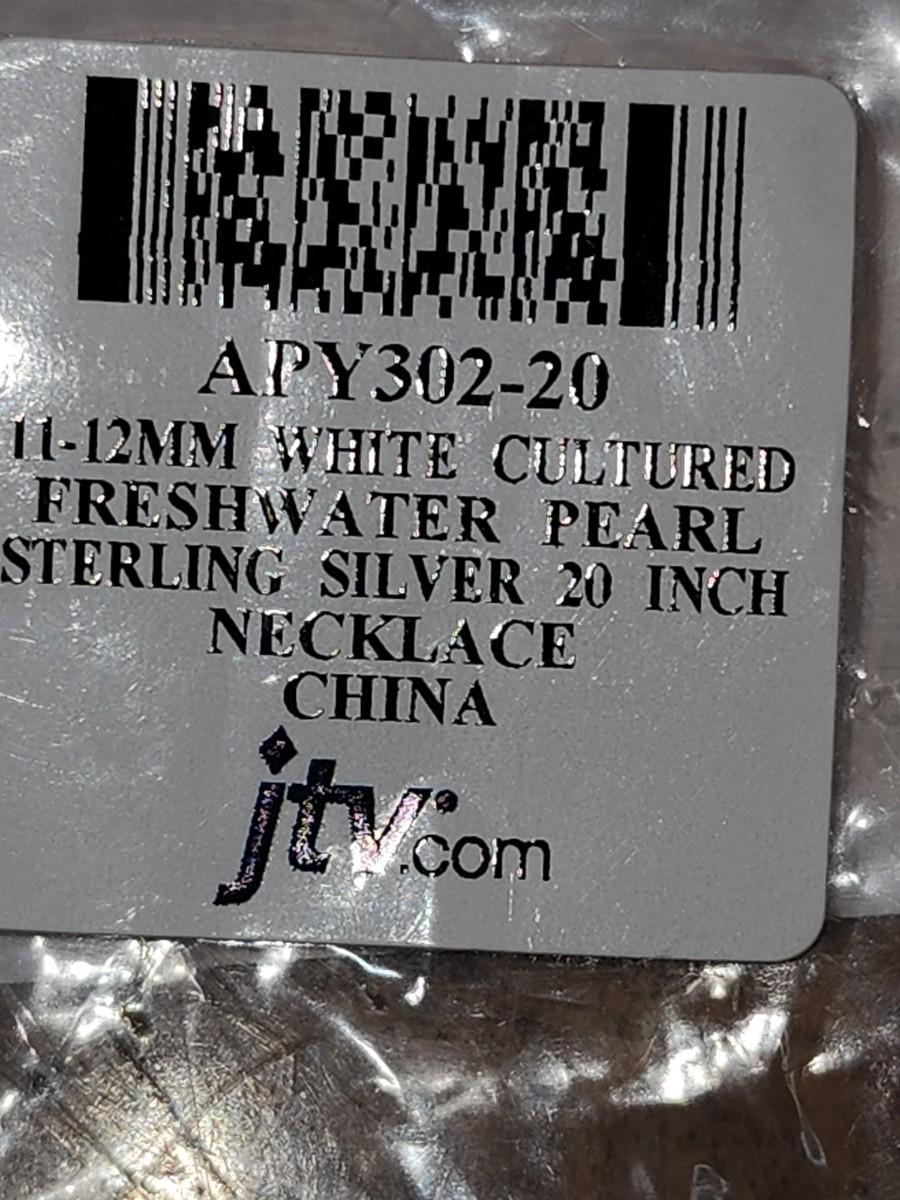 APY302-20
11-12MM WHITE CULTURED
FRESHWATER PEARL
STERLING SILVER 20 INCH
NECKLACE
CHINA
jtv.com